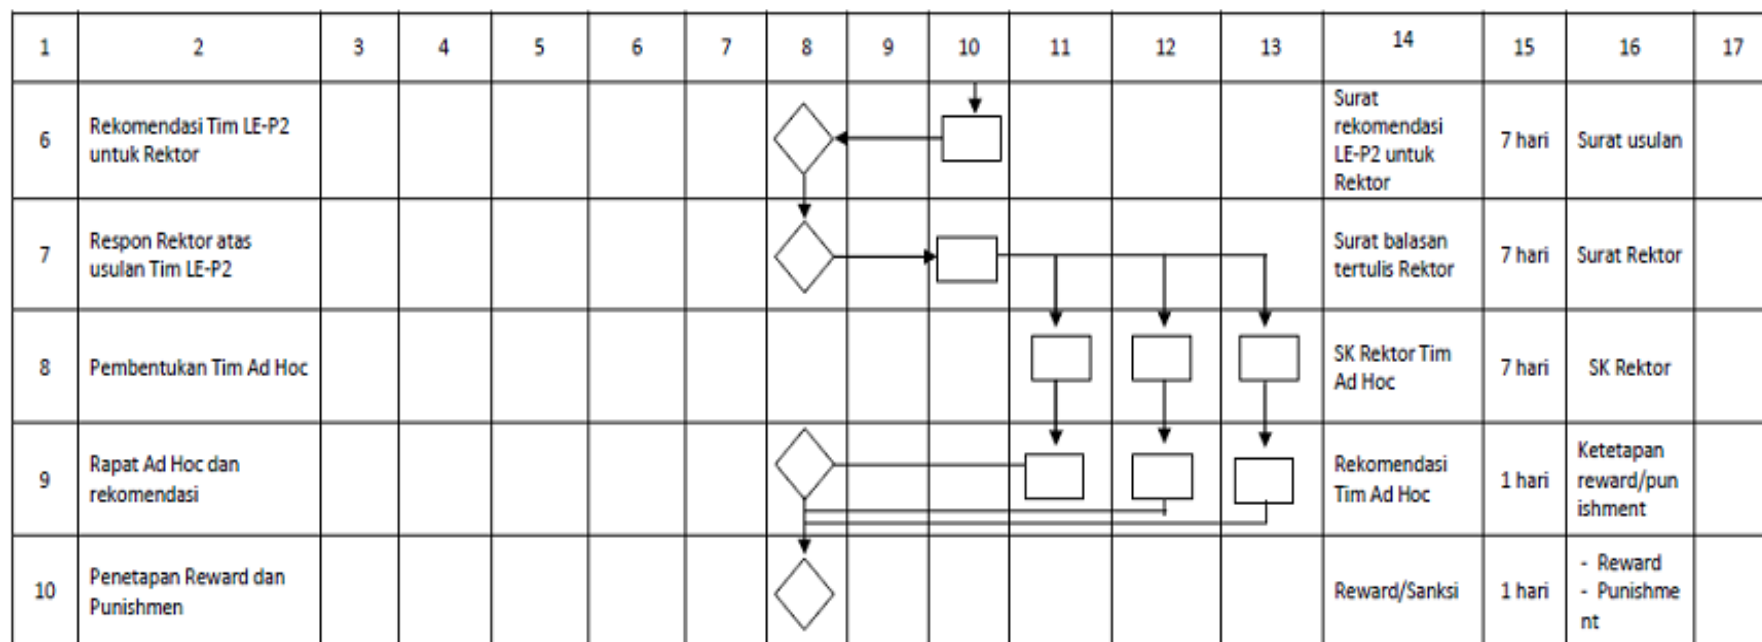 1 2 3 4 5 6 7 8 9 10 11 12 13 14 15 16 17
6
Rekomendasi Tim LE-P2
untuk Rektor
Surat
rekomendasi
LE-P2 untuk
Rektor
7 hari
Surat usulan
7
Respon Rektor atas
usulan Tim LE-P2
Surat balasan
tertulis Rektor
7 hari
Surat Rektor
8
Pembentukan Tim Ad Hoc
SK Rektor Tim
Ad Hoc
7 hari
SK Rektor
9
Rapat Ad Hoc dan
rekomendasi
Rekomendasi
Tim Ad Hoc
1 hari
Ketetapan
reward/pun
ishment
10
Penetapan Reward dan
Punishmen
Reward/Sanksi
1 hari
- Reward
- Punishme
nt